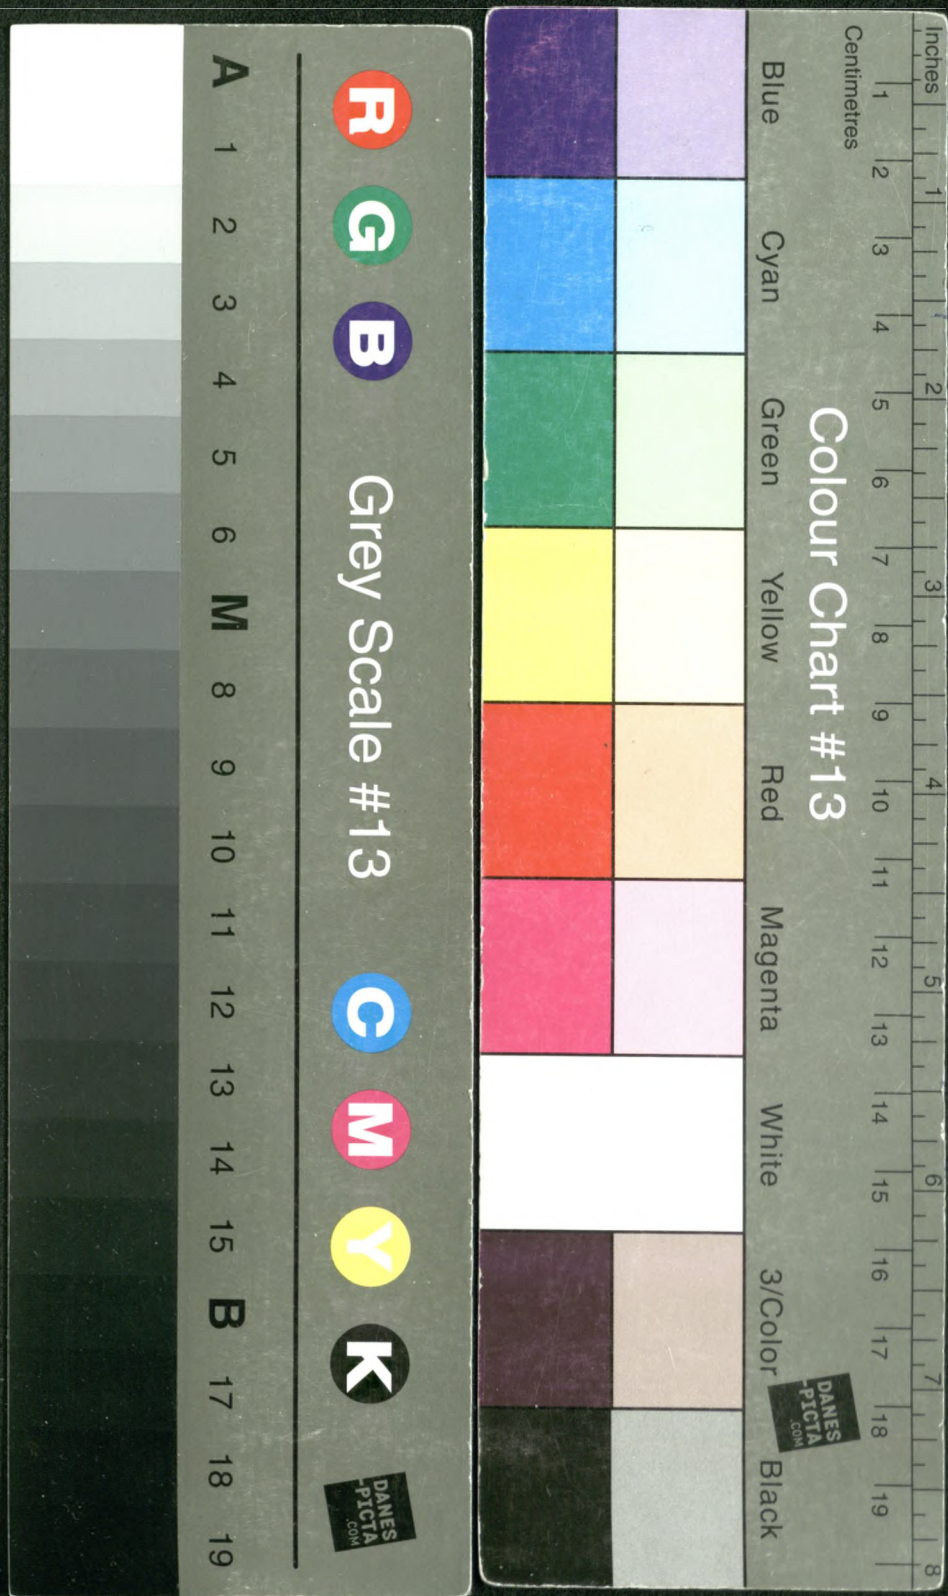 A 1 2 3 4 5 6 M 8 9 10 11 12 13 14 15 B 17 18 19
R G B Grey Scale #13 C M Y K
DANES
-PICTA
.COM
Inches 1 2 3 4 5 6 7 8
Centimetres 1 2 3 4 5 6 7 8 9 10 11 12 13 14 15 16 17 18 19
Colour Chart #13
Blue Cyan Green Yellow Red Magenta White 3/Color Black
DANES
-PICTA
.COM